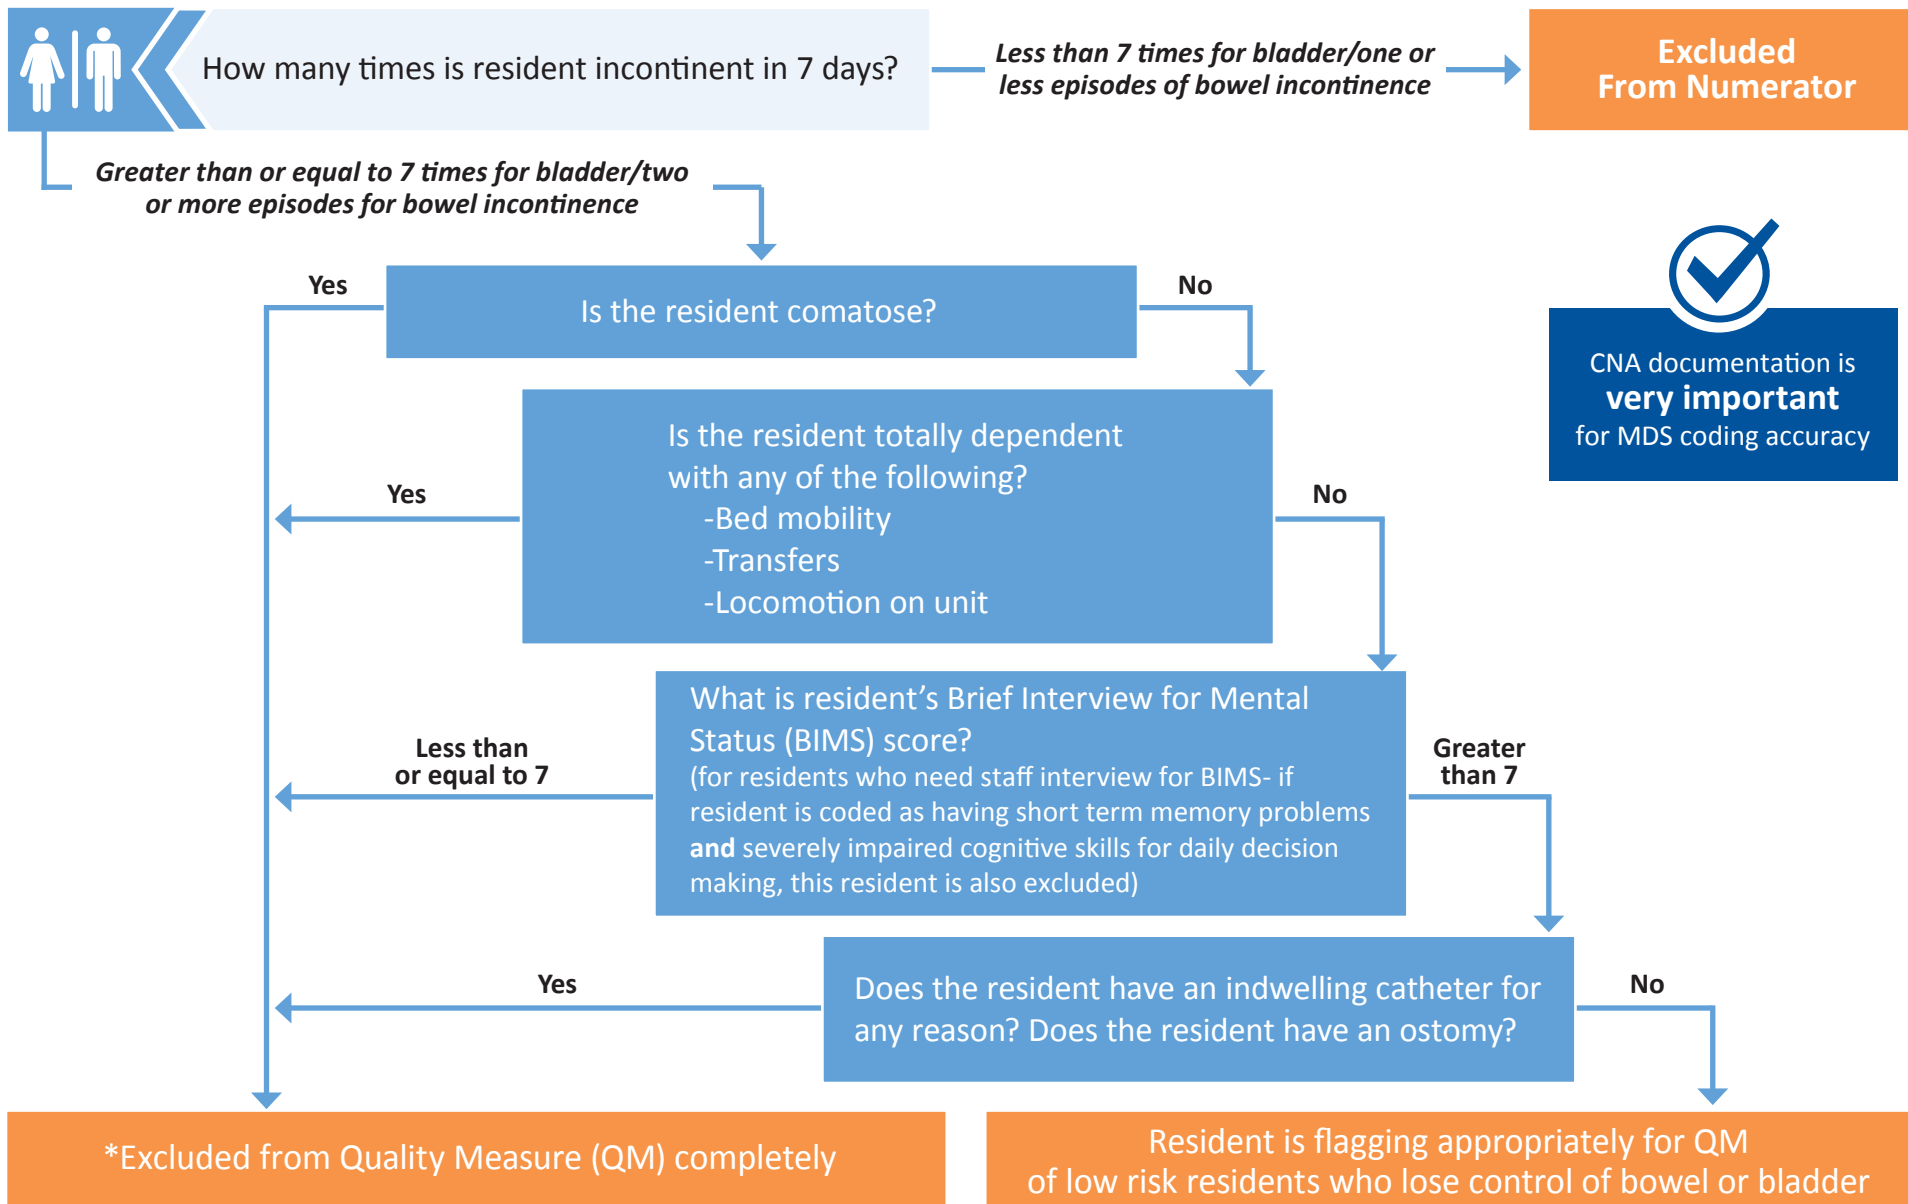 How many times is resident incontinent in 7 days?
Less than 7 times for bladder/one or
less episodes of bowel incontinence
Excluded
From Numerator
Greater than or equal to 7 times for bladder/two
or more episodes for bowel incontinence
Yes
Is the resident comatose?
No
CNA documentation is
very important
for MDS coding accuracy
Yes
Is the resident totally dependent
with any of the following?
-Bed mobility
-Transfers
-Locomotion on unit
No
Less than
or equal to 7
What is resident's Brief Interview for Mental
Status (BIMS) score?
(for residents who need staff interview for BIMS- if
resident is coded as having short term memory problems
and severely impaired cognitive skills for daily decision
making, this resident is also excluded)
Greater
than 7
Yes
Does the resident have an indwelling catheter for
any reason? Does the resident have an ostomy?
No
*Excluded from Quality Measure (QM) completely
Resident is flagging appropriately for QM
of low risk residents who lose control of bowel or bladder